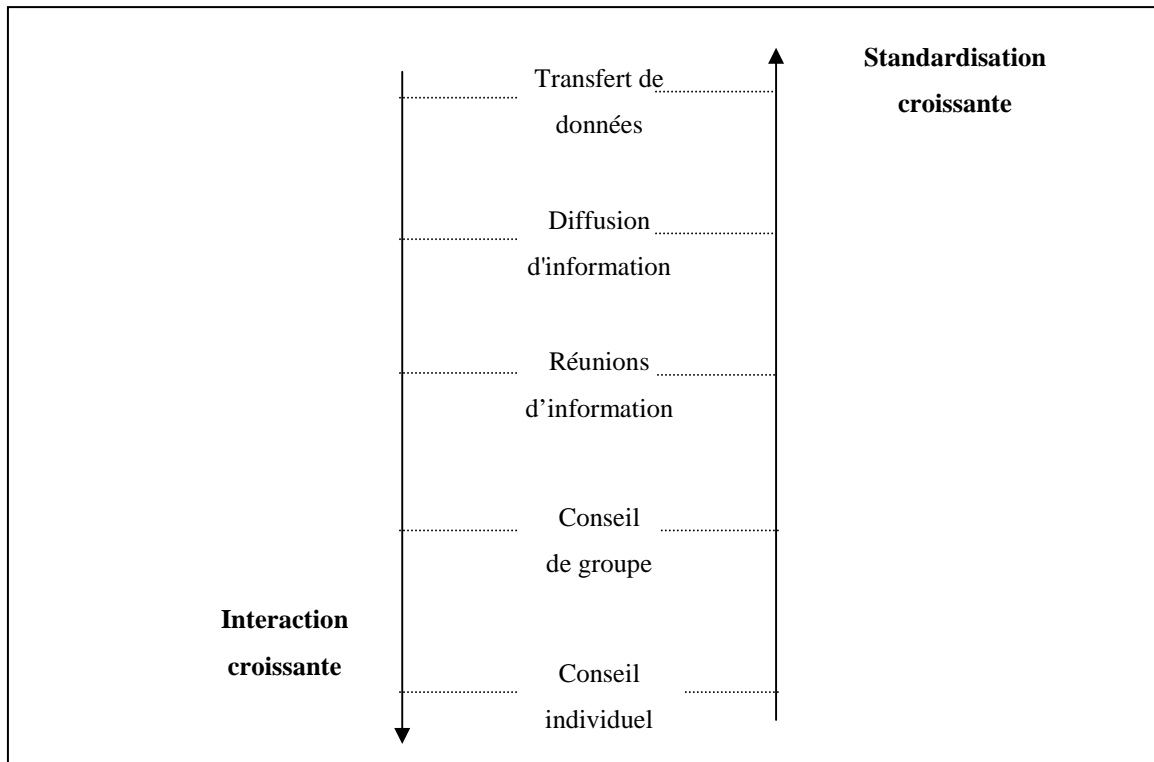 Standardisation
croissante
Transfert de
données
Diffusion
d'information
Réunions
d’information
Conseil
de groupe
Interaction
croissante
Conseil
individuel